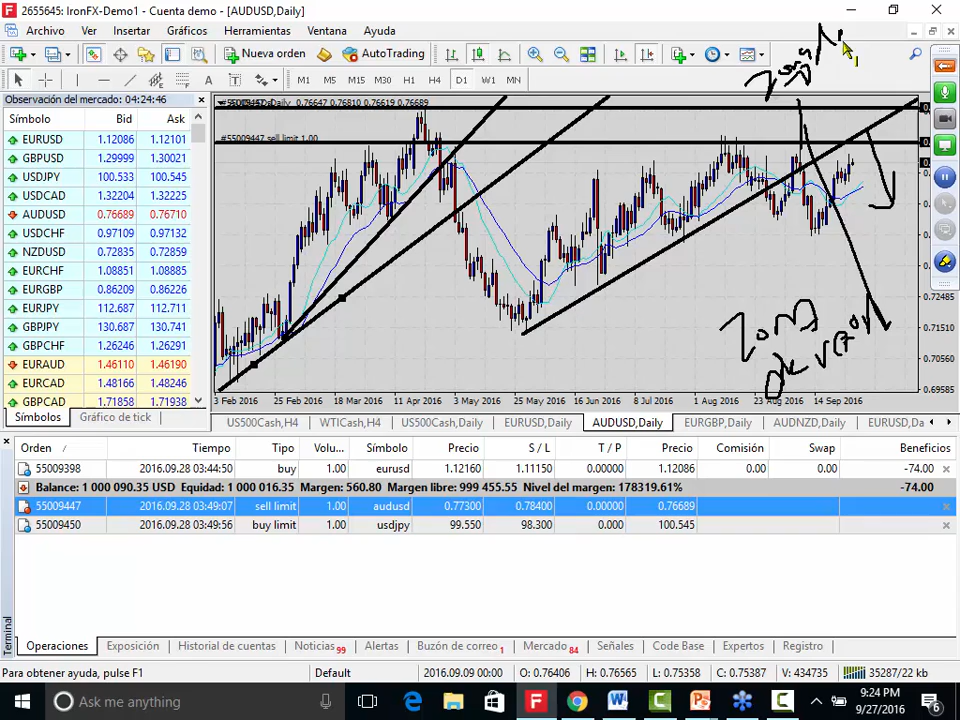 2655645: IronFX-Demo1 - Cuenta demo - [AUDUSD,Daily]
Archivo Ver Insertar Gráficos Herramientas Ventana Ayuda
Nueva orden AutoTrading
A T M1 M5 M15 M30 H1 H4 D1 W1 MN
Observación del mercado: 04:24:46
Símbolo Bid Ask
EURUSD 1.12086 1.12101
GBPUSD 1.29999 1.30021
USDJPY 100.533 100.545
USDCAD 1.32204 1.32225
AUDUSD 0.76689 0.76710
USDCHF 0.97109 0.97132
NZDUSD 0.72835 0.72859
EURCHF 1.08851 1.08885
EURGBP 0.86209 0.86226
EURJPY 112.687 112.711
GBPJPY 130.687 130.741
GBPCHF 1.26246 1.26291
EURAUD 1.46110 1.46190
EURCAD 1.48166 1.48246
GBPCAD 1.71858 1.71938
Símbolos Gráfico de tick
Daily 0.76647 0.76810 0.76619 0.76689
#55009447 sell limit 1.00
0.72485
0.71510
0.70560
0.69585
3 Feb 2016 25 Feb 2016 18 Mar 2016 11 Apr 2016 3 May 2016 25 May 2016 16 Jun 2016 8 Jul 2016 1 Aug 2016 23 Aug 2016 14 Sep 2016
US500Cash,H4 WTICash,H4 US500Cash,Daily EURUSD,Daily AUDUSD,Daily EURGBP,Daily AUDNZD,Daily EURUSD,Da
Orden Tiempo Tipo Volu... Símbolo Precio S / L T / P Precio Comisión Swap Beneficios
55009398 2016.09.28 03:44:50 buy 1.00 eurusd 1.12160 1.11150 0.00000 1.12086 0.00 0.00 -74.00
Balance: 1 000 090.35 USD Equidad: 1 000 016.35 Margen: 560.80 Margen libre: 999 455.55 Nivel del margen: 178319.61% -74.00
55009447 2016.09.28 03:49:07 sell limit 1.00 audusd 0.77300 0.78400 0.00000 0.76689
55009450 2016.09.28 03:49:56 buy limit 1.00 usdjpy 99.550 98.300 0.000 100.545
Terminal
Operaciones Exposición Historial de cuentas Noticias 99 Alertas Buzón de correo 1 Mercado 84 Señales Code Base Expertos Registro
Para obtener ayuda, pulse F1 Default 2016.09.09 00:00 O: 0.76406 H: 0.76565 L: 0.75358 C: 0.75387 V: 434735 35287/22 kb
Ask me anything
9:24 PM
9/27/2016
6